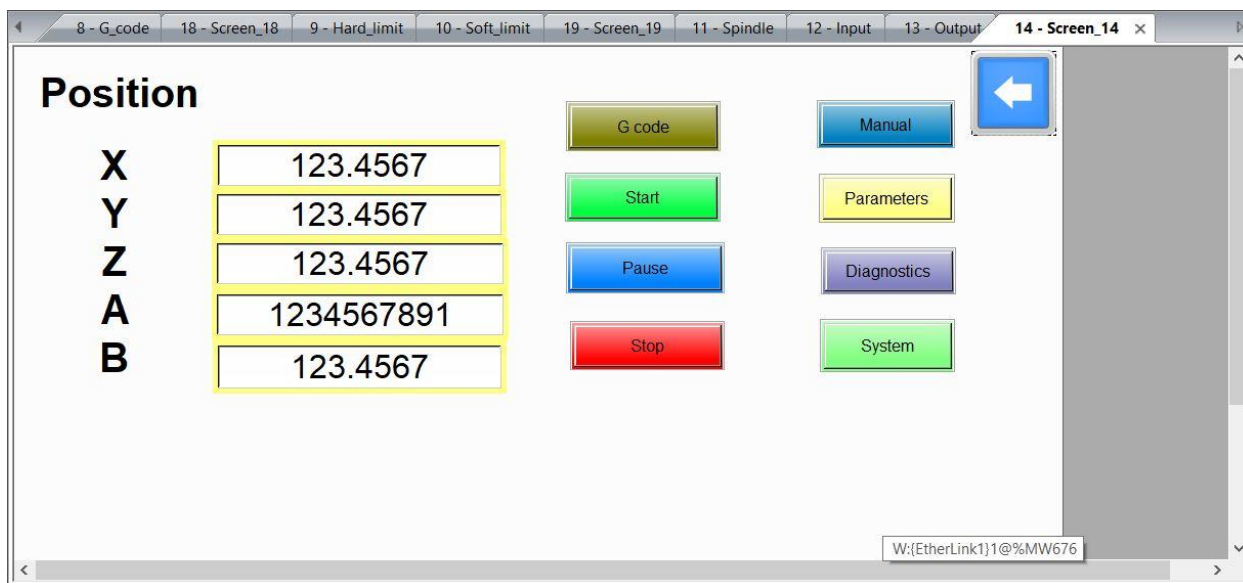 8 - G_code 18 - Screen_18 9 - Hard_limit 10 - Soft_limit 19 - Screen_19 11 - Spindle 12 - Input 13 - Output 14 - Screen_14 ×
Position
X 123.4567
Y 123.4567
Z 123.4567
A 1234567891
B 123.4567
G code Manual
Start Parameters
Pause Diagnostics
Stop System
W:{EtherLink1}1@%MW676